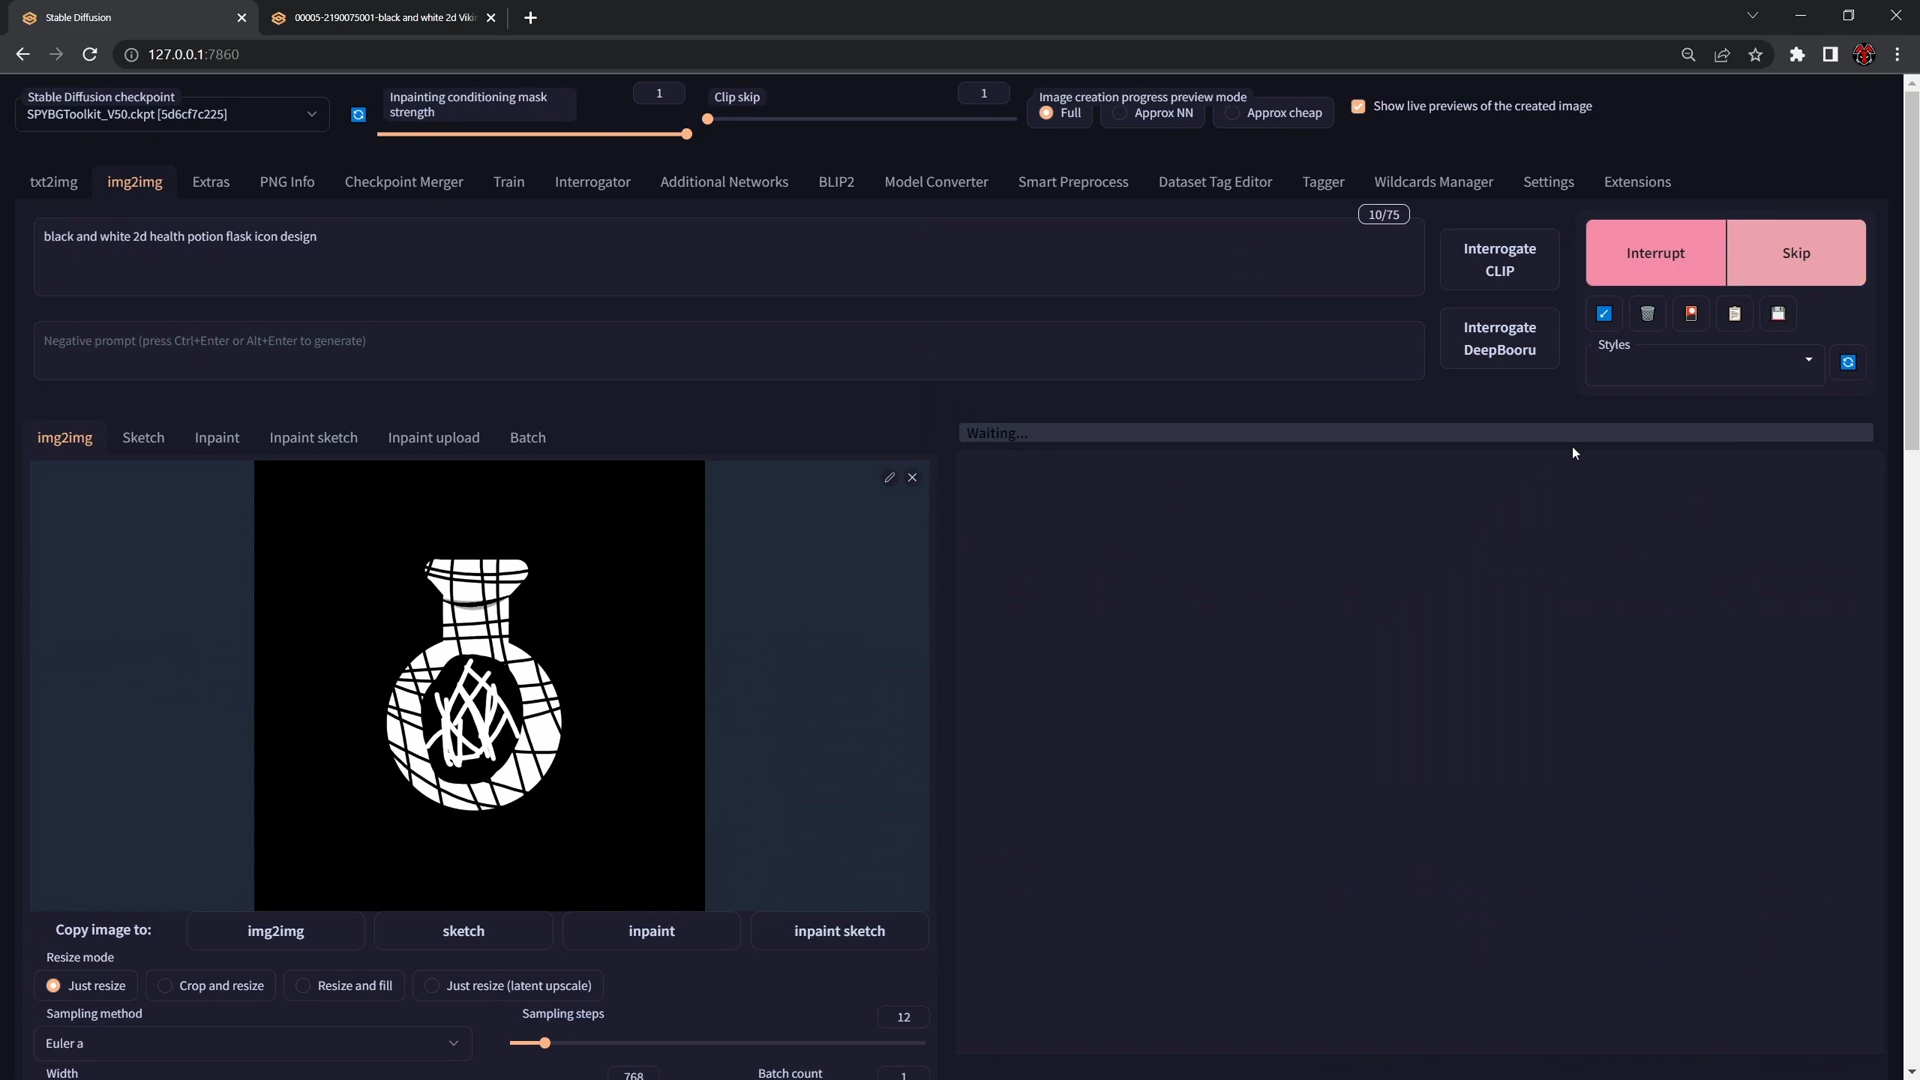 Stable Diffusion
00005-2190075001-black and white 2d Viki
127.0.0.1:7860
Stable Diffusion checkpoint
SPYBGToolkit_V50.ckpt [5d6cf7c225]
Inpainting conditioning mask
strength
1
Clip skip
1
Image creation progress preview mode
Full
Approx NN
Approx cheap
Show live previews of the created image
txt2img
img2img
Extras
PNG Info
Checkpoint Merger
Train
Interrogator
Additional Networks
BLIP2
Model Converter
Smart Preprocess
Dataset Tag Editor
Tagger
Wildcards Manager
Settings
Extensions
10/75
black and white 2d health potion flask icon design
Interrogate
CLIP
Interrupt
Skip
Negative prompt (press Ctrl+Enter or Alt+Enter to generate)
Interrogate
DeepBooru
Styles
img2img
Sketch
Inpaint
Inpaint sketch
Inpaint upload
Batch
Waiting...
Copy image to:
img2img
sketch
inpaint
inpaint sketch
Resize mode
Just resize
Crop and resize
Resize and fill
Just resize (latent upscale)
Sampling method
Euler a
Sampling steps
12
Width
768
Batch count
1